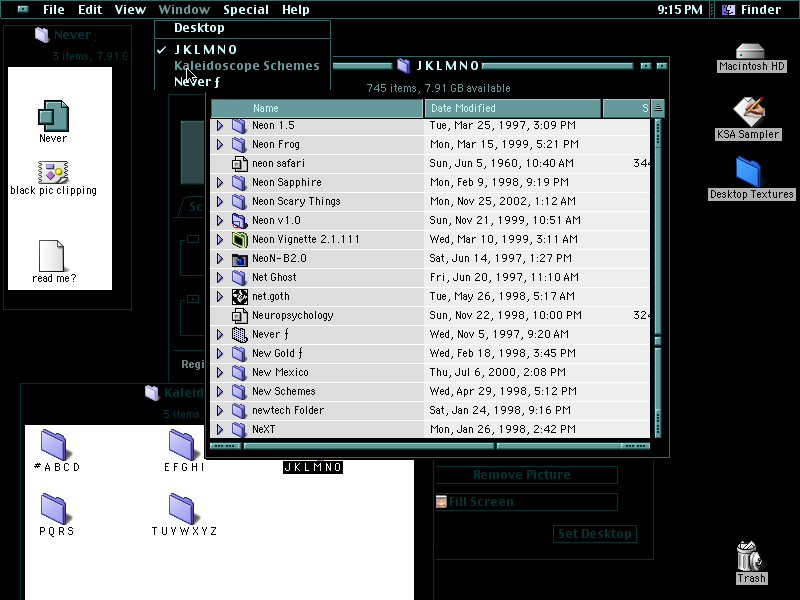 File Edit View Window Special Help 9:15 PM Finder
Desktop
JKLMNO
Kaleidoscope Schemes
Never ƒ
Never
3 items, 7.91 G
Never
black pic clipping
read me?
JKLMNO
745 items, 7.91 GB available
Name Date Modified S
Neon 1.5 Tue, Mar 25, 1997, 3:09 PM
Neon Frog Mon, Mar 15, 1999, 5:21 PM
neon safari Sun, Jun 5, 1960, 10:40 AM 344
Neon Sapphire Mon, Feb 9, 1998, 9:19 PM
Neon Scary Things Mon, Nov 25, 2002, 1:12 AM
Neon v1.0 Sun, Nov 21, 1999, 10:51 AM
Neon Vignette 2.1.111 Wed, Mar 10, 1999, 3:11 AM
NeoN-B2.0 Sat, Jun 14, 1997, 1:27 PM
Net Ghost Fri, Jun 20, 1997, 11:10 AM
net.goth Tue, May 26, 1998, 5:17 AM
Neuropsychology Sun, Nov 22, 1998, 10:00 PM 324
Never ƒ Wed, Nov 5, 1997, 9:20 AM
New Gold ƒ Wed, Feb 18, 1998, 3:45 PM
New Mexico Thu, Jul 6, 2000, 2:08 PM
New Schemes Wed, Apr 29, 1998, 5:12 PM
newtech Folder Sat, Jan 24, 1998, 9:16 PM
NeXT Mon, Jan 26, 1998, 2:42 PM
Macintosh HD
KSA Sampler
Desktop Textures
Sc
Regi
Kaleid
5 items,
#ABCD EFGHI JKLMNO
PQRS TUVWXYZ
Remove Picture
Fill Screen
Set Desktop
Trash